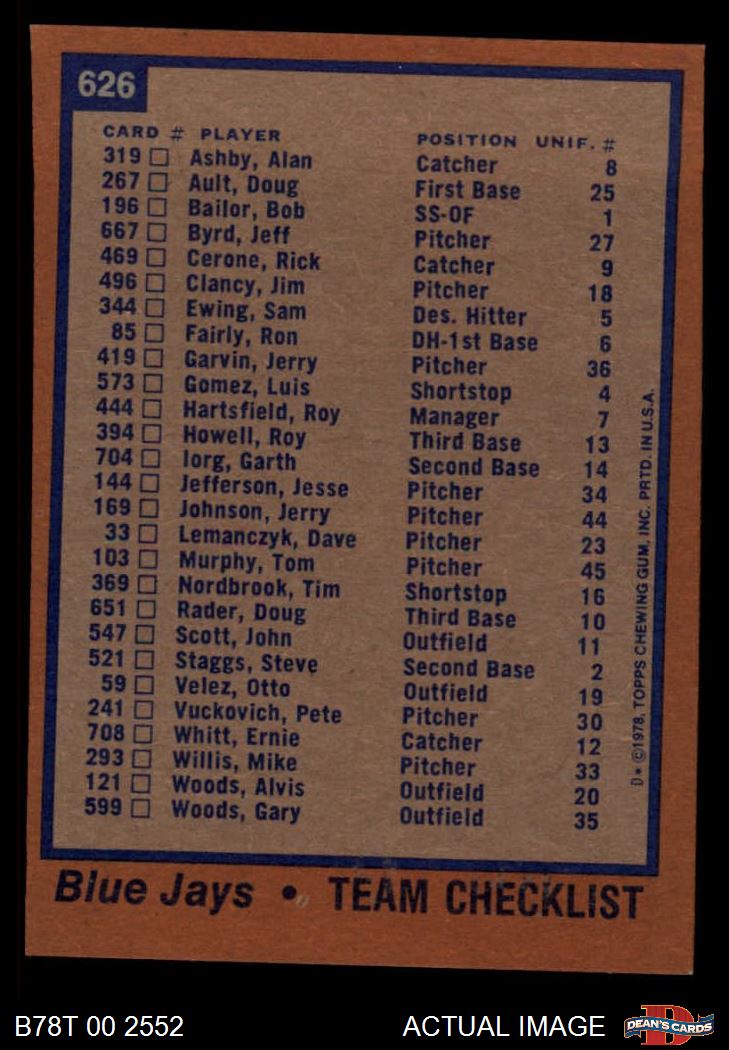 626
CARD # PLAYER POSITION UNIF. #
319 Ashby, Alan Catcher 8
267 Ault, Doug First Base 25
196 Bailor, Bob SS-OF 1
667 Byrd, Jeff Pitcher 27
469 Cerone, Rick Catcher 9
496 Clancy, Jim Pitcher 18
344 Ewing, Sam Des. Hitter 5
85 Fairly, Ron DH-1st Base 6
419 Garvin, Jerry Pitcher 36
573 Gomez, Luis Shortstop 4
444 Hartsfield, Roy Manager 7
394 Howell, Roy Third Base 13
704 Iorg, Garth Second Base 14
144 Jefferson, Jesse Pitcher 34
169 Johnson, Jerry Pitcher 44
33 Lemanczyk, Dave Pitcher 23
103 Murphy, Tom Pitcher 45
369 Nordbrook, Tim Shortstop 16
651 Rader, Doug Third Base 10
547 Scott, John Outfield 11
521 Staggs, Steve Second Base 2
59 Velez, Otto Outfield 19
241 Vuckovich, Pete Pitcher 30
708 Whitt, Ernie Catcher 12
293 Willis, Mike Pitcher 33
121 Woods, Alvis Outfield 20
599 Woods, Gary Outfield 35
D* ©1978, TOPPS CHEWING GUM, INC. PRTD. IN U.S.A.
Blue Jays • TEAM CHECKLIST
B78T 00 2552 ACTUAL IMAGE
DEAN'S CARDS